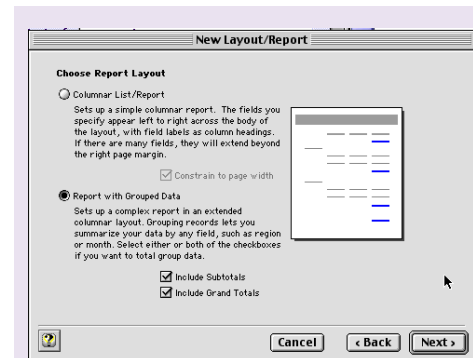 New Layout/Report
Choose Report Layout
Columnar List/Report
Sets up a simple columnar report. The fields you
specify appear left to right across the body of
the layout, with field labels as column headings.
If there are many fields, they will extend beyond
the right page margin.
Constrain to page width
Report with Grouped Data
Sets up a complex report in an extended
columnar layout. Grouping records lets you
summarize your data by any field, such as region
or month. Select either or both of the checkboxes
if you want to total group data.
Include Subtotals
Include Grand Totals
?
Cancel
‹ Back
Next ›